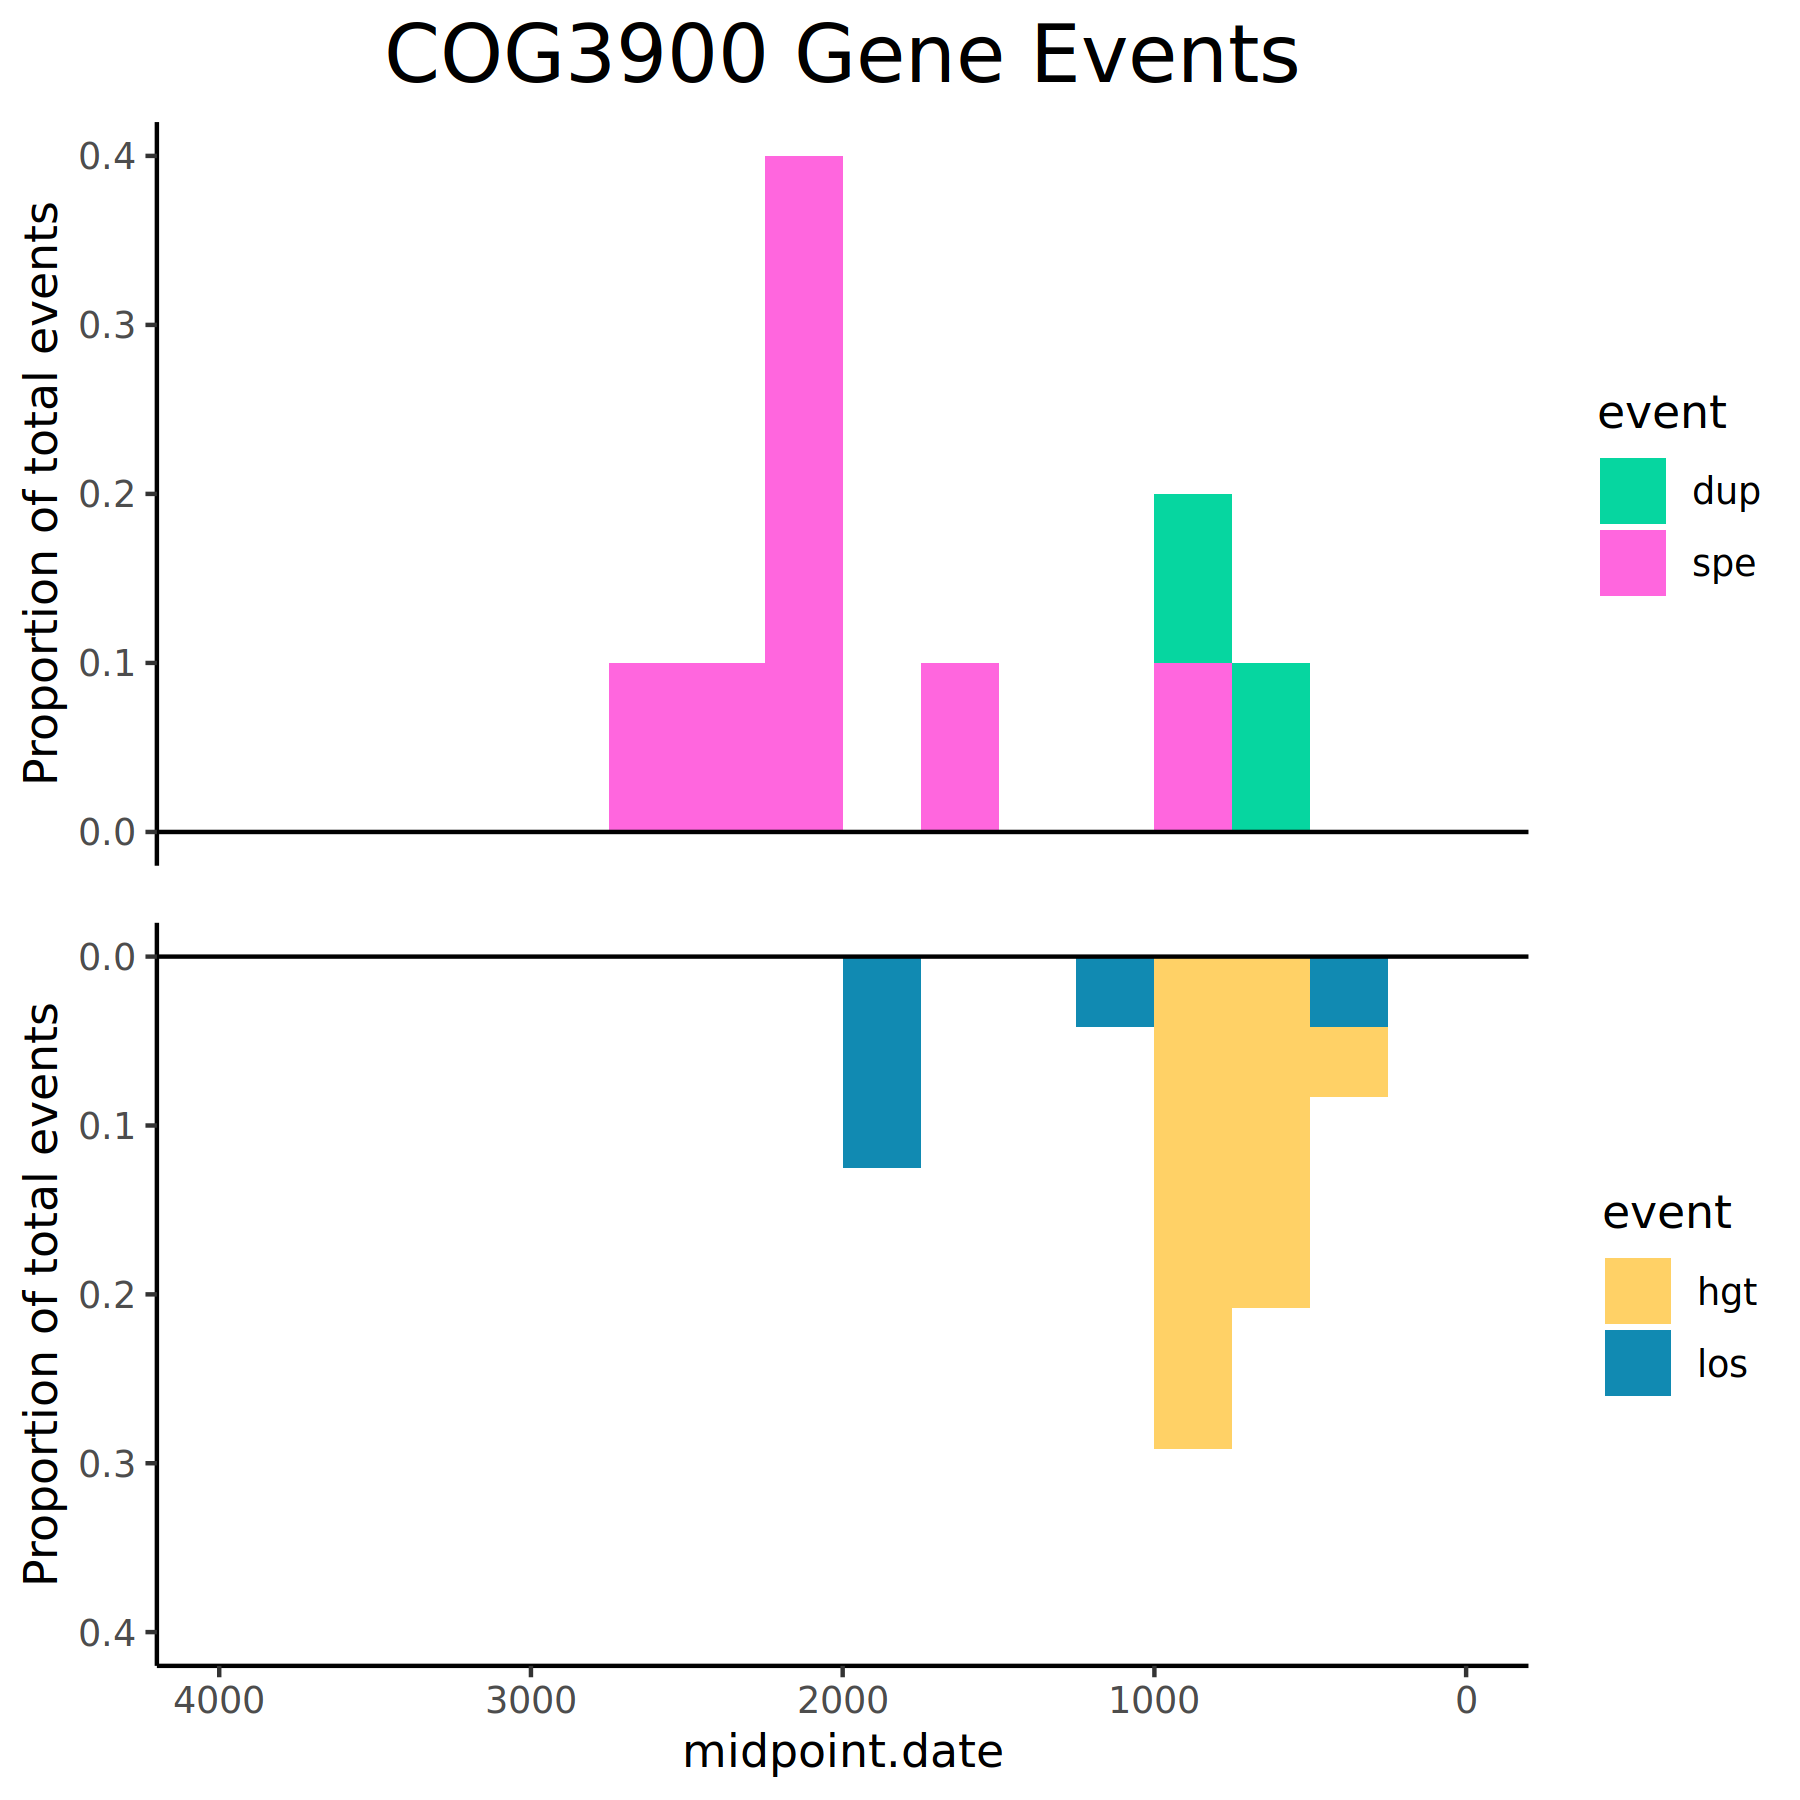 COG3900 Gene Events
Proportion of total events
0.4
0.3
0.2
0.1
0.0
event
dup
spe
Proportion of total events
0.0
0.1
0.2
0.3
0.4
event
hgt
los
4000 3000 2000 1000 0
midpoint.date